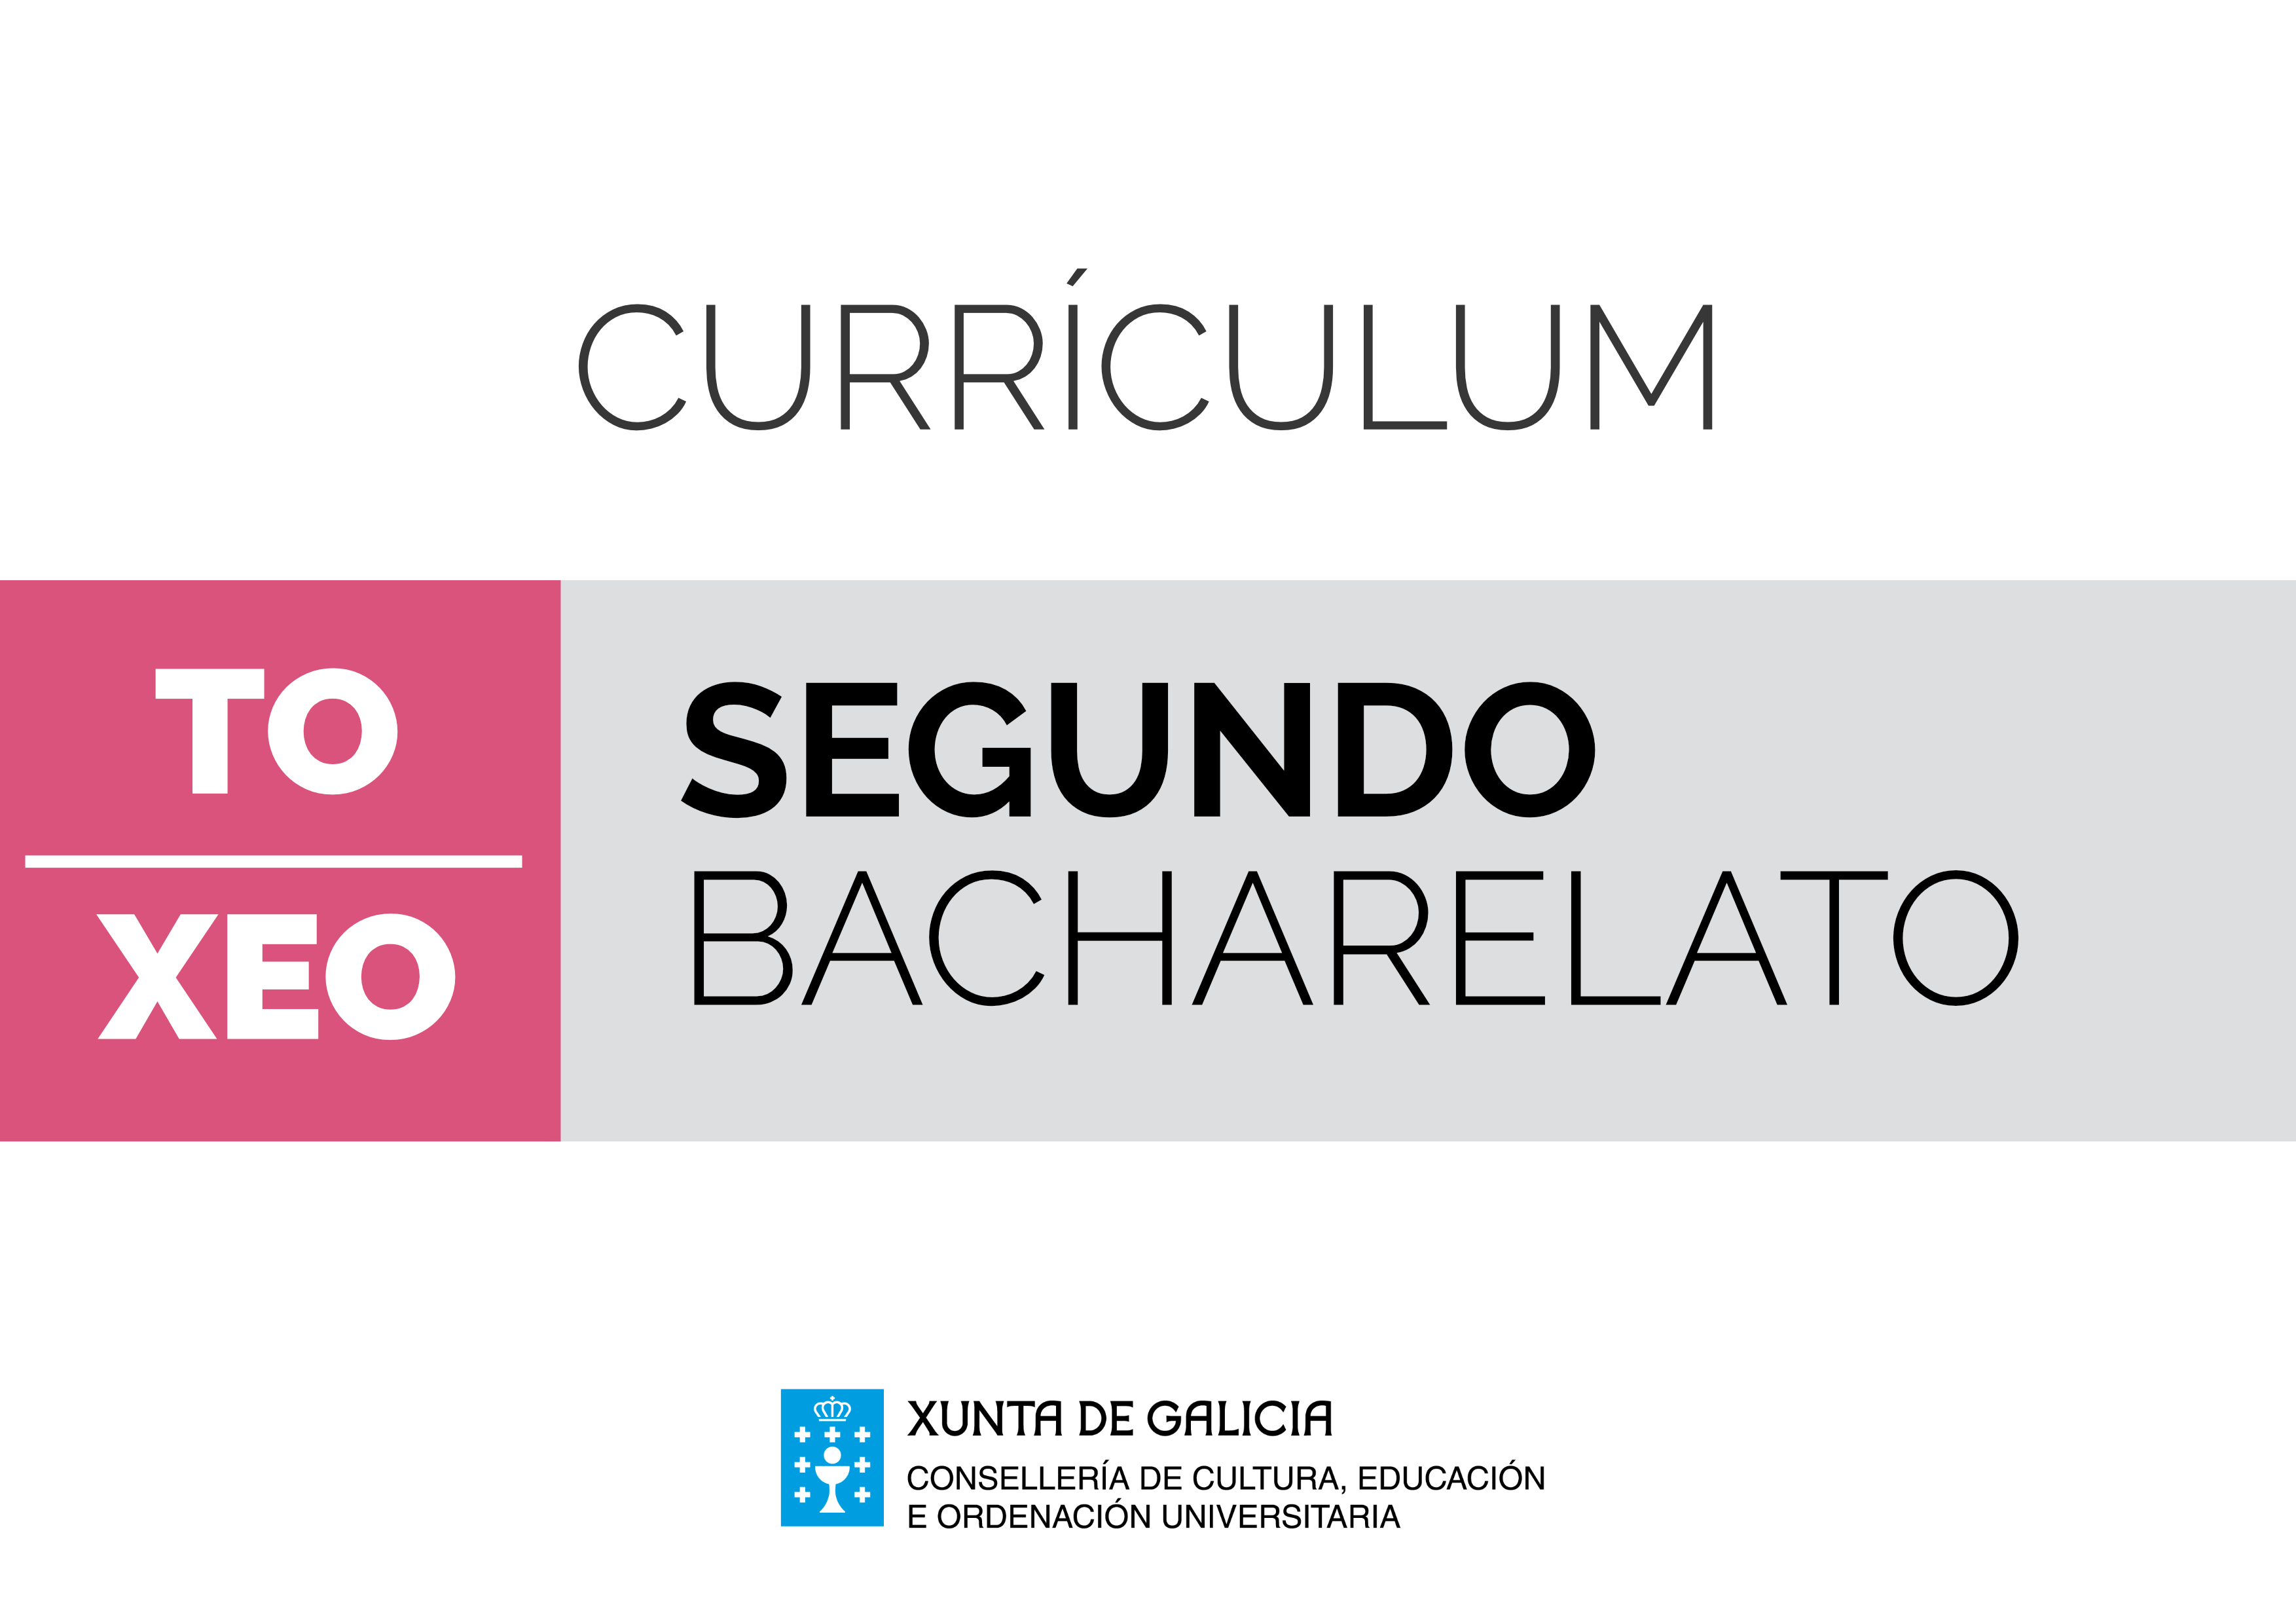 CURRÍCULUM
TO
XEO
SEGUNDO
BACHARELATO
XUNTA DE GALICIA
CONSELLERÍA DE CULTURA, EDUCACIÓN
E ORDENACIÓN UNIVERSITARIA